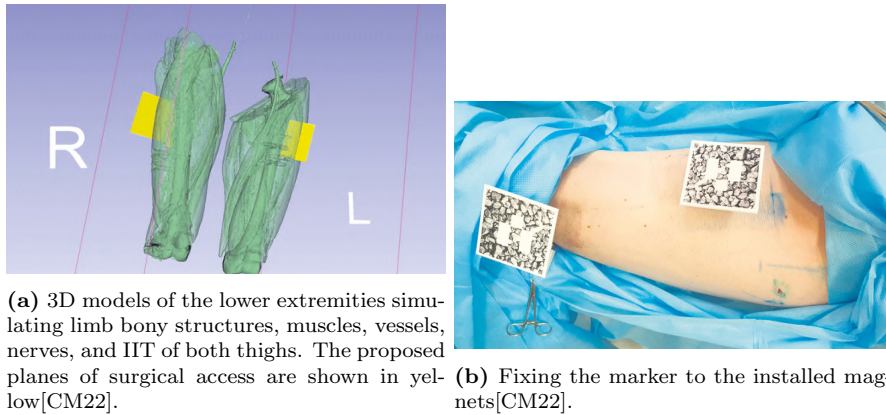 R
L
(a) 3D models of the lower extremities simu-
lating limb bony structures, muscles, vessels,
nerves, and IIT of both thighs. The proposed
planes of surgical access are shown in yel-
low[CM22].
(b) Fixing the marker to the installed mag-
nets[CM22].